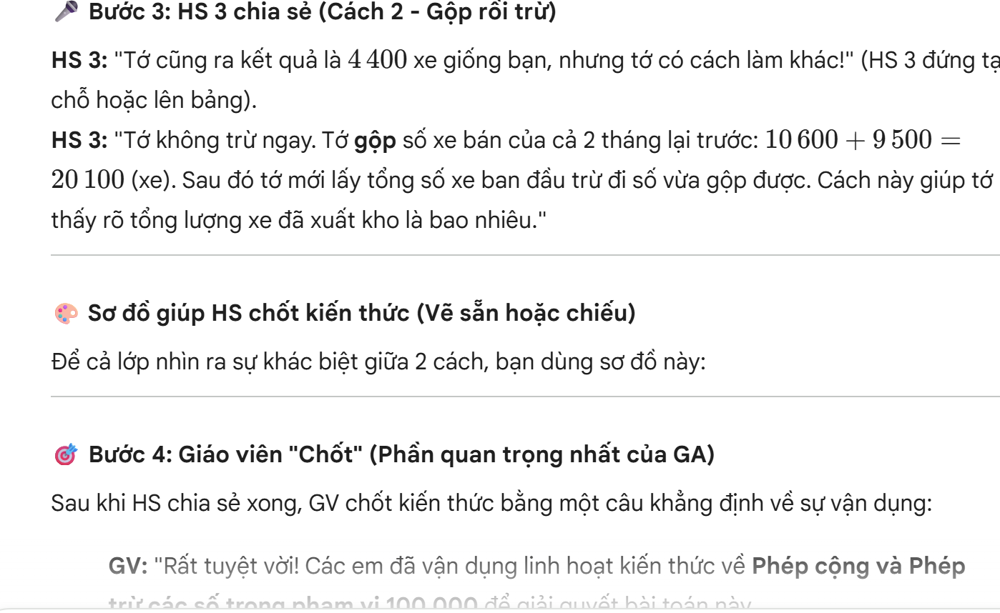 🎤 Bước 3: HS 3 chia sẻ (Cách 2 - Gộp rồi trừ)
HS 3: "Tớ cũng ra kết quả là 4 400 xe giống bạn, nhưng tớ có cách làm khác!" (HS 3 đứng tạ
chỗ hoặc lên bảng).
HS 3: "Tớ không trừ ngay. Tớ gộp số xe bán của cả 2 tháng lại trước: 10 600 + 9 500 =
20 100 (xe). Sau đó tớ mới lấy tổng số xe ban đầu trừ đi số vừa gộp được. Cách này giúp tớ
thấy rõ tổng lượng xe đã xuất kho là bao nhiêu."
🎨 Sơ đồ giúp HS chốt kiến thức (Vẽ sẵn hoặc chiếu)
Để cả lớp nhìn ra sự khác biệt giữa 2 cách, bạn dùng sơ đồ này:
🎯 Bước 4: Giáo viên "Chốt" (Phần quan trọng nhất của GA)
Sau khi HS chia sẻ xong, GV chốt kiến thức bằng một câu khẳng định về sự vận dụng:
GV: "Rất tuyệt vời! Các em đã vận dụng linh hoạt kiến thức về Phép cộng và Phép
trừ các số trong phạm vi 100 000 để giải quyết bài toán này